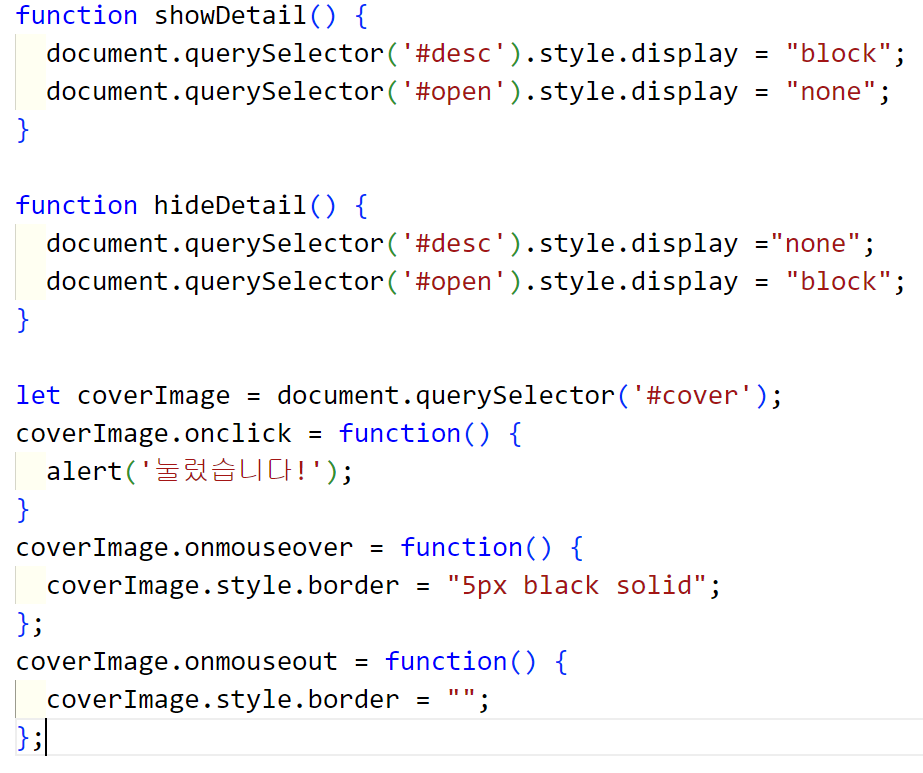 function showDetail() {
  document.querySelector('#desc').style.display = "block";
  document.querySelector('#open').style.display = "none";
}

function hideDetail() {
  document.querySelector('#desc').style.display ="none";
  document.querySelector('#open').style.display = "block";
}

let coverImage = document.querySelector('#cover');
coverImage.onclick = function() {
  alert('눌렀습니다!');
}
coverImage.onmouseover = function() {
  coverImage.style.border = "5px black solid";
};
coverImage.onmouseout = function() {
  coverImage.style.border = "";
};